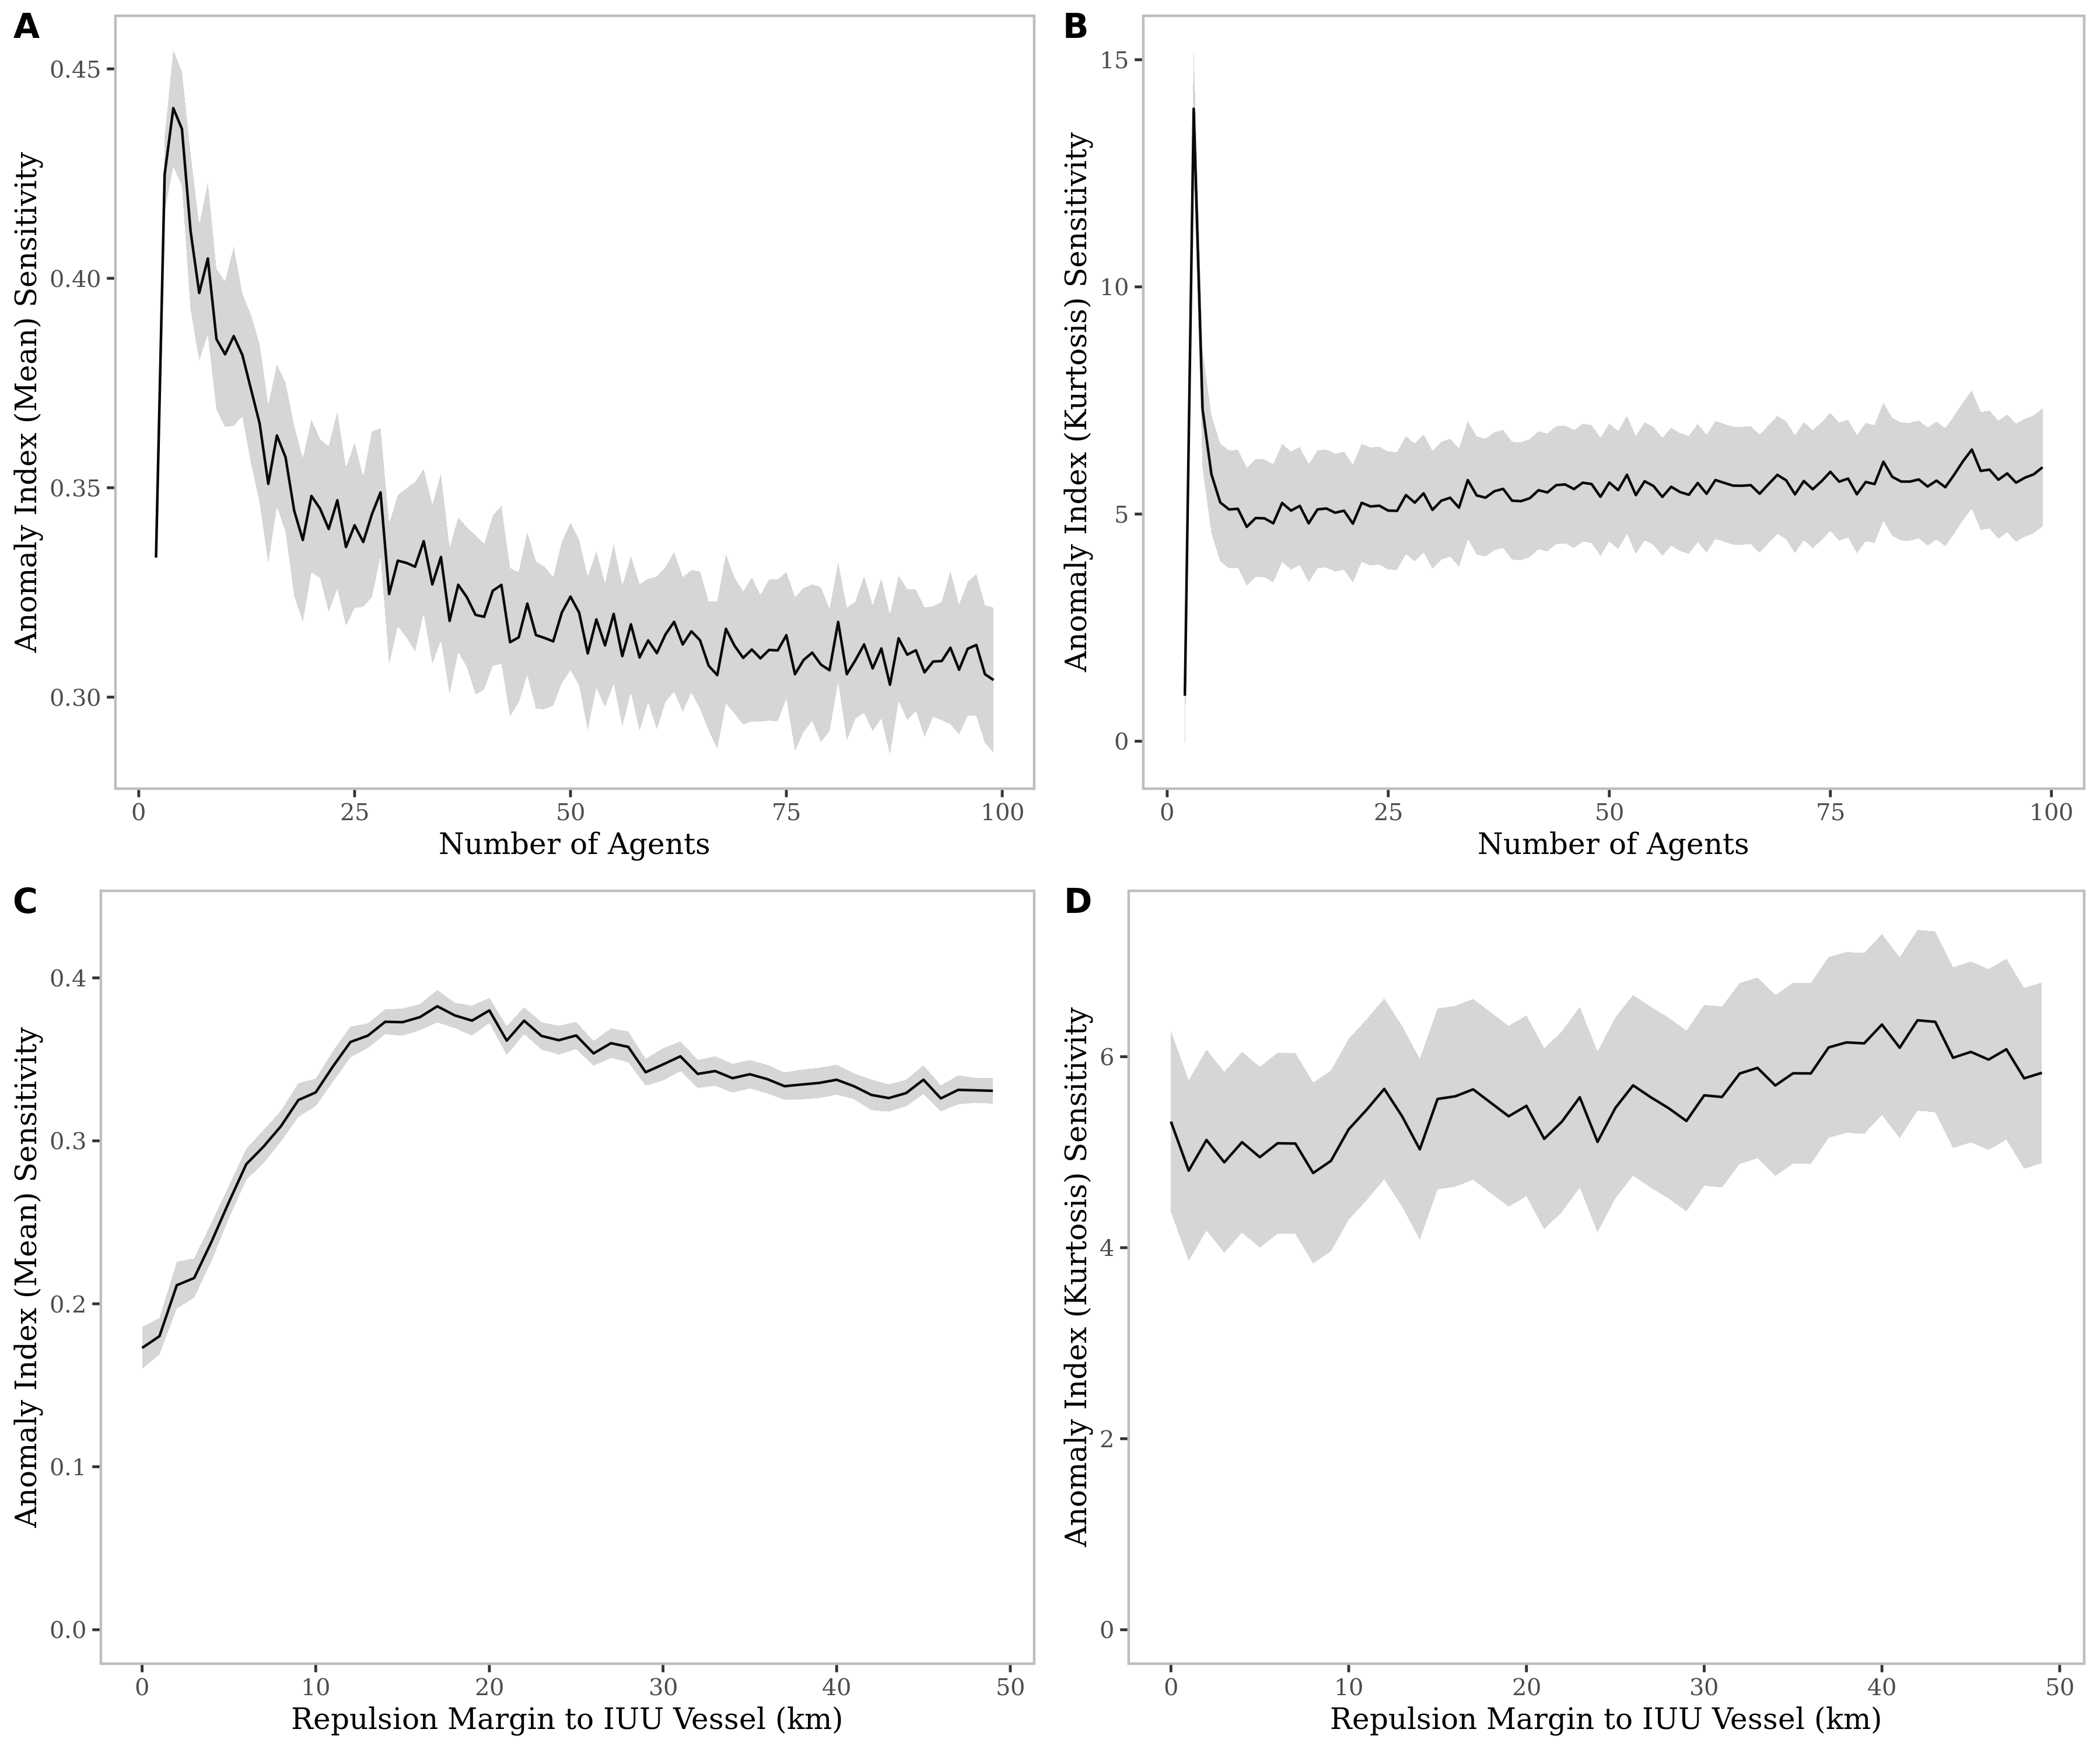 A
Anomaly Index (Mean) Sensitivity
0.45
0.40
0.35
0.30
0 25 50 75 100
Number of Agents
B
Anomaly Index (Kurtosis) Sensitivity
15
10
5
0
0 25 50 75 100
Number of Agents
C
Anomaly Index (Mean) Sensitivity
0.4
0.3
0.2
0.1
0.0
0 10 20 30 40 50
Repulsion Margin to IUU Vessel (km)
D
Anomaly Index (Kurtosis) Sensitivity
6
4
2
0
0 10 20 30 40 50
Repulsion Margin to IUU Vessel (km)